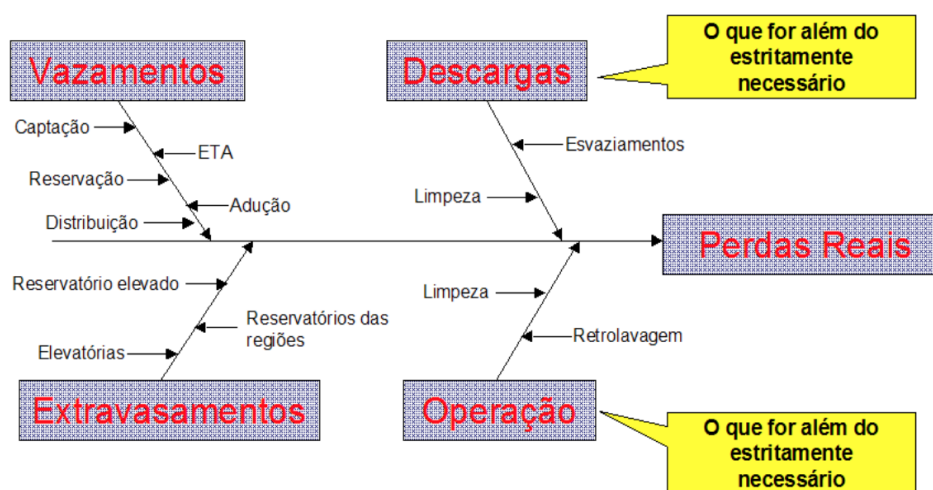 Vazamentos
Captação
ETA
Reservação
Adução
Distribuição
Descargas
O que for além do
estritamente
necessário
Esvaziamentos
Limpeza
Perdas Reais
Reservatório elevado
Reservatórios das
regiões
Elevatórias
Extravasamentos
Limpeza
Retrolavagem
Operação
O que for além do
estritamente
necessário